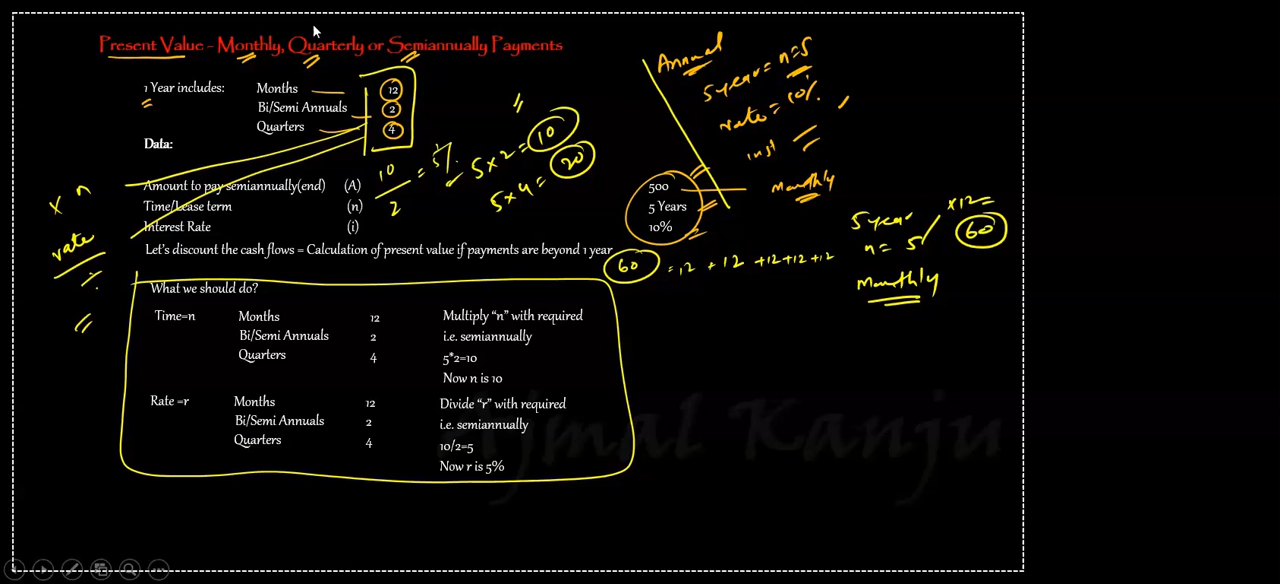 Present Value - Monthly, Quarterly or Semiannually Payments
1 Year includes: Months 12
Bi/Semi Annuals 2
Quarters 4
Data:
Amount to pay semiannually(end) (A) 500
Time/Lease term (n) 5 Years
Interest Rate (i) 10%
Let's discount the cash flows = Calculation of present value if payments are beyond 1 year
What we should do?
Time=n Months 12 Multiply "n" with required
Bi/Semi Annuals 2 i.e. semiannually
Quarters 4 5*2=10
Now n is 10
Rate =r Months 12 Divide "r" with required
Bi/Semi Annuals 2 i.e. semiannually
Quarters 4 10/2=5
Now r is 5%
x n
rate
÷
10/2 = 5%
5x2=10
5x4=20
Annual
5 year = n=5
rate = 10%
inst =
monthly
5 year
n= 5 x12=
60
Monthly
60 = 12 + 12 +12+12+12
Ajmal Kanju